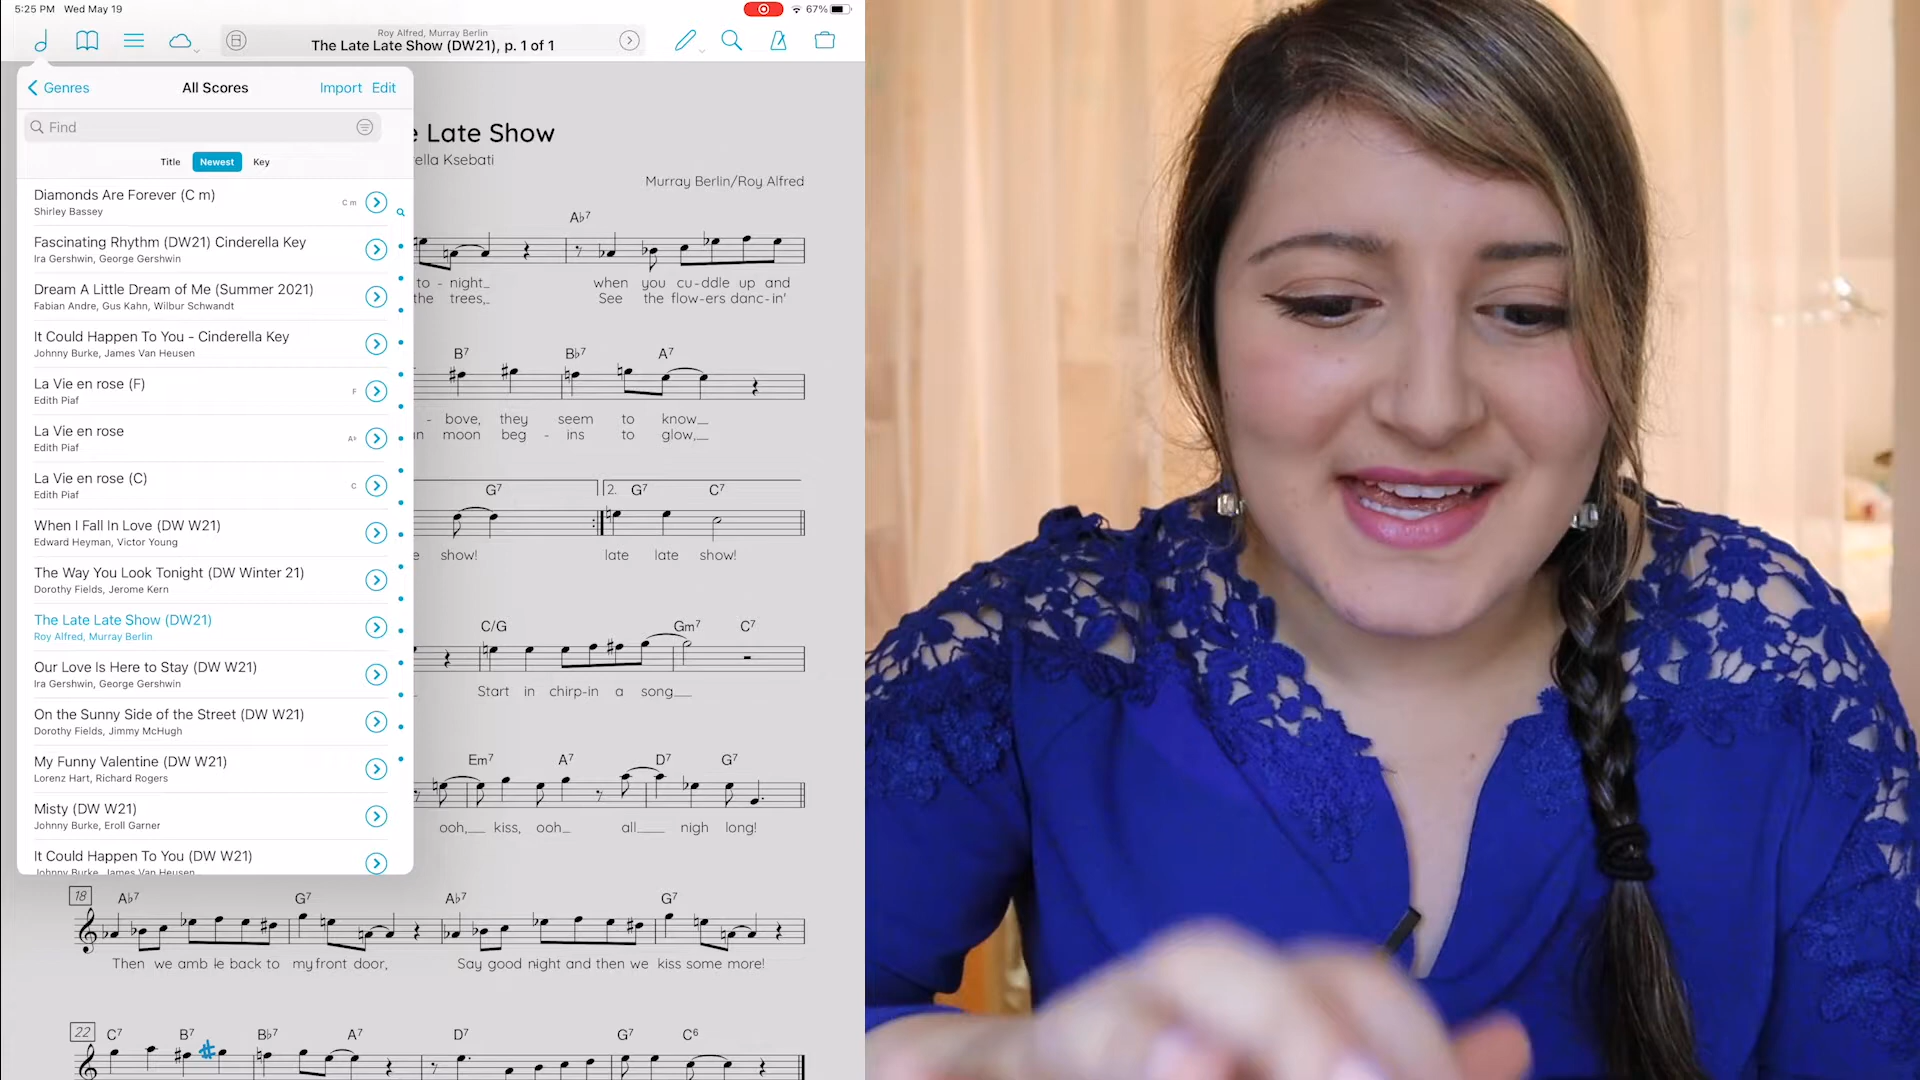 5:25 PM Wed May 19
67%
Roy Alfred, Murray Berlin
The Late Late Show (DW21), p. 1 of 1
Genres
All Scores
Import Edit
Find
Title Newest Key
Diamonds Are Forever (C m)
Shirley Bassey
C m
Fascinating Rhythm (DW21) Cinderella Key
Ira Gershwin, George Gershwin
Dream A Little Dream of Me (Summer 2021)
Fabian Andre, Gus Kahn, Wilbur Schwandt
It Could Happen To You - Cinderella Key
Johnny Burke, James Van Heusen
La Vie en rose (F)
Edith Piaf
F
La Vie en rose
Edith Piaf
A♭
La Vie en rose (C)
Edith Piaf
C
When I Fall In Love (DW W21)
Edward Heyman, Victor Young
The Way You Look Tonight (DW Winter 21)
Dorothy Fields, Jerome Kern
The Late Late Show (DW21)
Roy Alfred, Murray Berlin
Our Love Is Here to Stay (DW W21)
Ira Gershwin, George Gershwin
On the Sunny Side of the Street (DW W21)
Dorothy Fields, Jimmy McHugh
My Funny Valentine (DW W21)
Lorenz Hart, Richard Rogers
Misty (DW W21)
Johnny Burke, Eroll Garner
It Could Happen To You (DW W21)
Johnny Burke, James Van Heusen
e Late Show
ella Ksebati
Murray Berlin/Roy Alfred
A♭7
to - night_ when you cu-ddle up and
the trees,_ See the flow-ers danc-in'
B7 B♭7 A7
- bove, they seem to know_
n moon beg - ins to glow,_
G7 2. G7 C7
e show! late late show!
C/G Gm7 C7
Start in chirp-in a song_
Em7 A7 D7 G7
ooh,_ kiss, ooh_ all_ nigh long!
18 A♭7 G7 A♭7 G7
Then we amb le back to my front door, Say good night and then we kiss some more!
22 C7 B7 B♭7 A7 D7 G7 C6
#